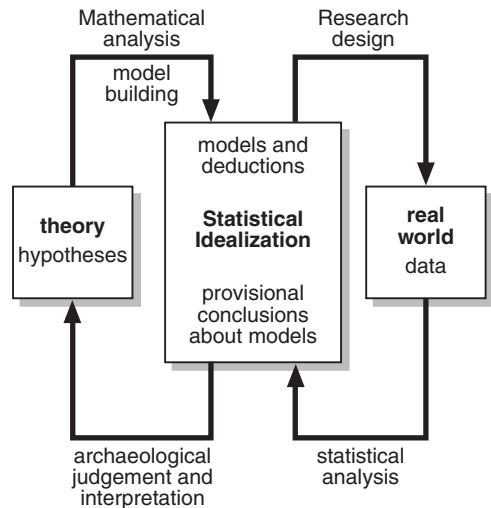 Mathematical
analysis
model
building
Research
design
models and
deductions
Statistical
Idealization
provisional
conclusions
about models
theory
hypotheses
real
world
data
archaeological
judgement and
interpretation
statistical
analysis